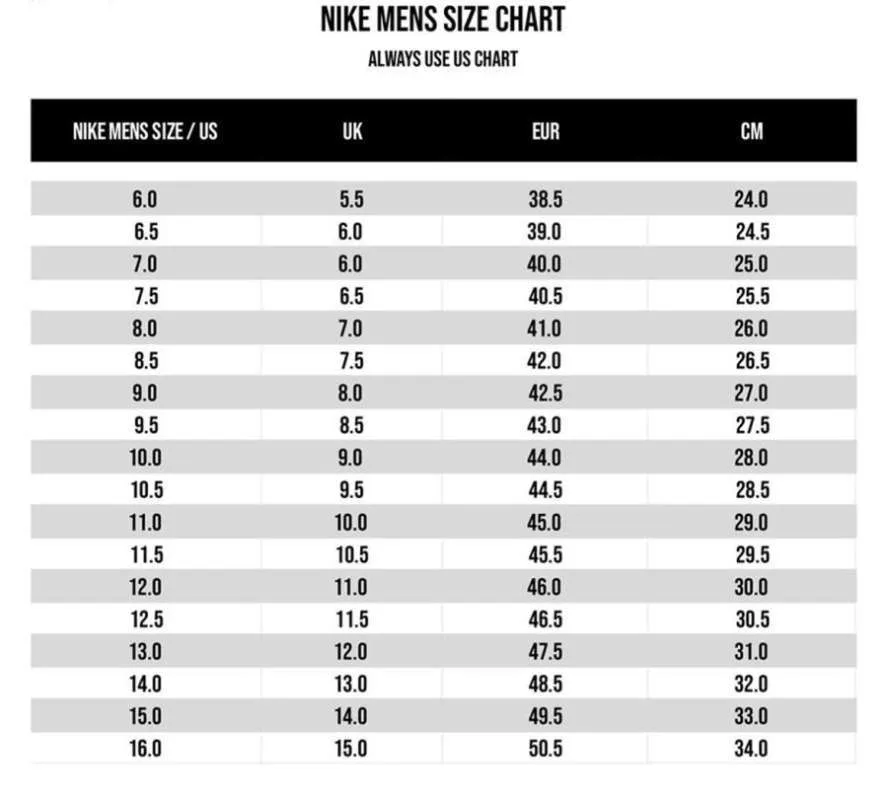 NIKE MENS SIZE CHART
ALWAYS USE US CHART
NIKE MENS SIZE / US UK EUR CM
6.0 5.5 38.5 24.0
6.5 6.0 39.0 24.5
7.0 6.0 40.0 25.0
7.5 6.5 40.5 25.5
8.0 7.0 41.0 26.0
8.5 7.5 42.0 26.5
9.0 8.0 42.5 27.0
9.5 8.5 43.0 27.5
10.0 9.0 44.0 28.0
10.5 9.5 44.5 28.5
11.0 10.0 45.0 29.0
11.5 10.5 45.5 29.5
12.0 11.0 46.0 30.0
12.5 11.5 46.5 30.5
13.0 12.0 47.5 31.0
14.0 13.0 48.5 32.0
15.0 14.0 49.5 33.0
16.0 15.0 50.5 34.0